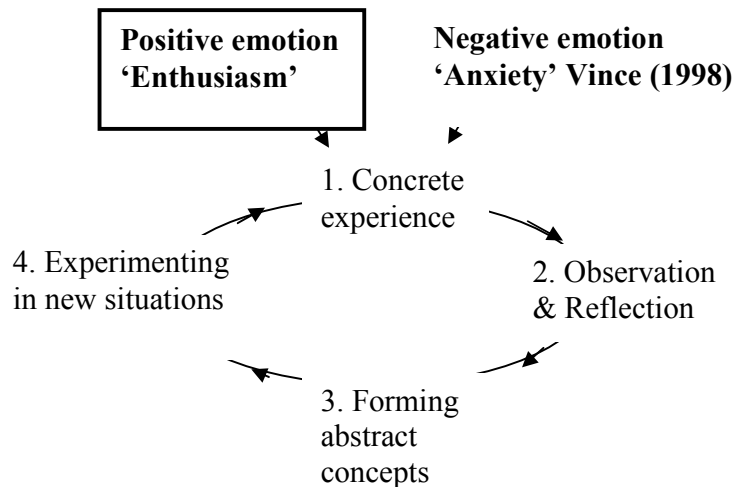 Positive emotion
‘Enthusiasm’
Negative emotion
‘Anxiety’ Vince (1998)
1. Concrete
experience
2. Observation
& Reflection
3. Forming
abstract
concepts
4. Experimenting
in new situations